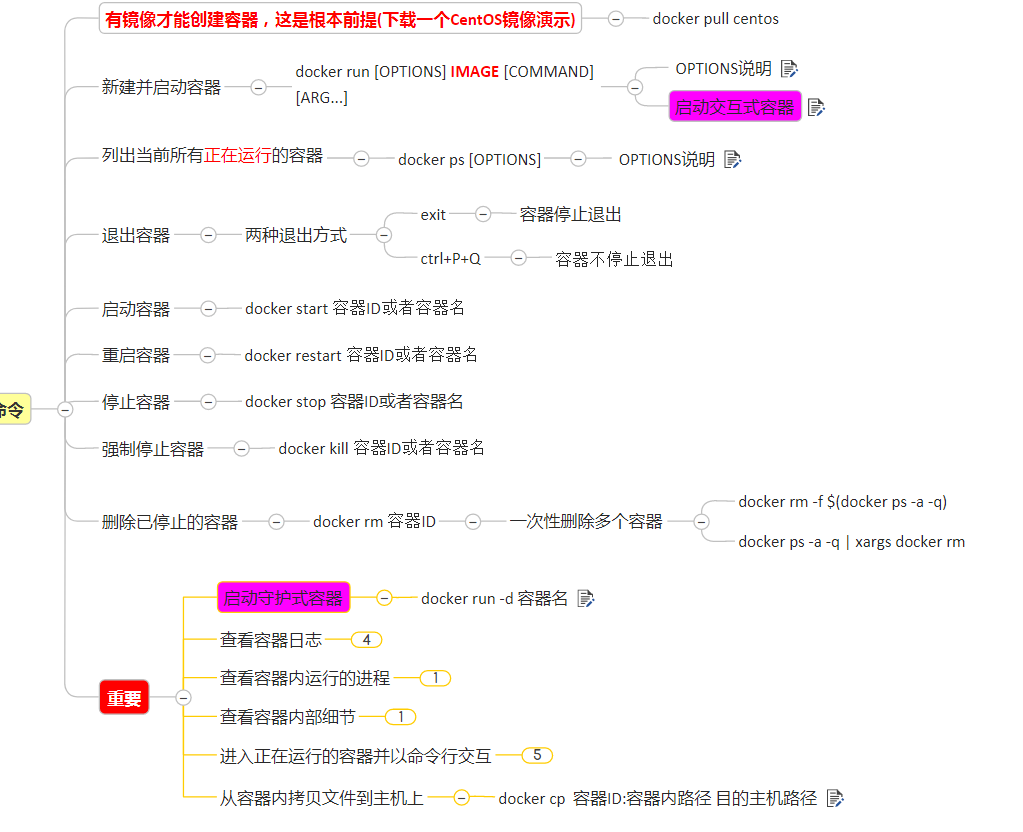 有镜像才能创建容器，这是根本前提(下载一个CentOS镜像演示)
docker pull centos
新建并启动容器
docker run [OPTIONS] IMAGE [COMMAND]
[ARG...]
OPTIONS说明
启动交互式容器
列出当前所有正在运行的容器
docker ps [OPTIONS]
OPTIONS说明
退出容器
两种退出方式
exit
容器停止退出
ctrl+P+Q
容器不停止退出
启动容器
docker start 容器ID或者容器名
重启容器
docker restart 容器ID或者容器名
命令
停止容器
docker stop 容器ID或者容器名
强制停止容器
docker kill 容器ID或者容器名
删除已停止的容器
docker rm 容器ID
一次性删除多个容器
docker rm -f $(docker ps -a -q)
docker ps -a -q | xargs docker rm
重要
启动守护式容器
docker run -d 容器名
查看容器日志
4
查看容器内运行的进程
1
查看容器内部细节
1
进入正在运行的容器并以命令行交互
5
从容器内拷贝文件到主机上
docker cp 容器ID:容器内路径 目的主机路径